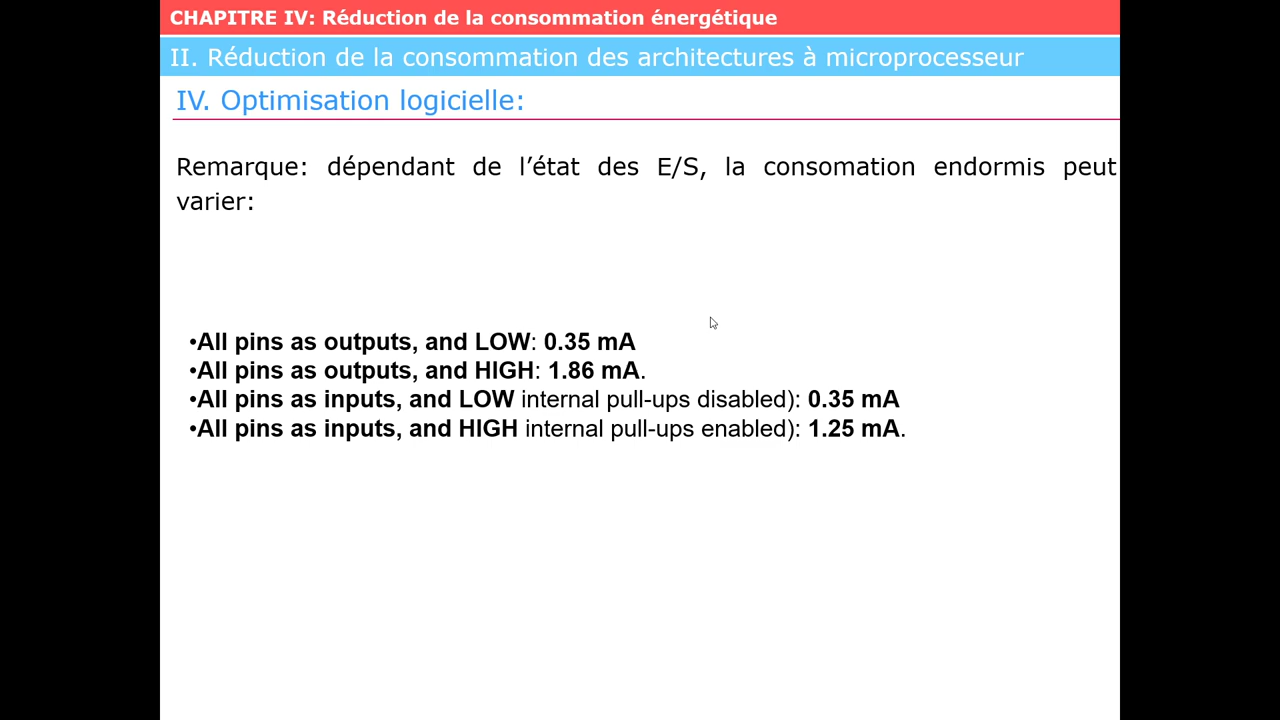 CHAPITRE IV: Réduction de la consommation énergétique
II. Réduction de la consommation des architectures à microprocesseur
IV. Optimisation logicielle:
Remarque: dépendant de l’état des E/S, la consomation endormis peut
varier:
•All pins as outputs, and LOW: 0.35 mA
•All pins as outputs, and HIGH: 1.86 mA.
•All pins as inputs, and LOW internal pull-ups disabled): 0.35 mA
•All pins as inputs, and HIGH internal pull-ups enabled): 1.25 mA.